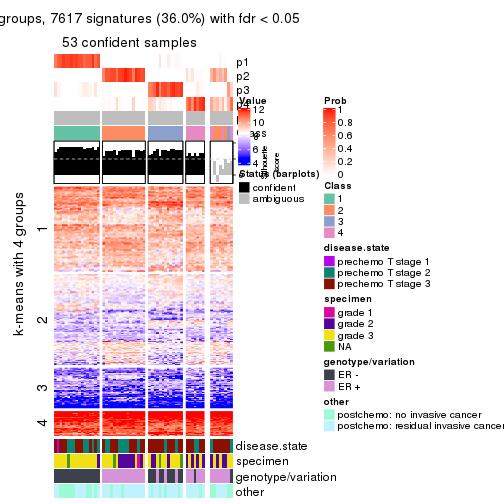 groups, 7617 signatures (36.0%) with fdr < 0.05
53 confident samples
p1
p2
p3
p4
k-means with 4 groups
1
2
3
4
Value
12
10
8
6
4
Status (barplots)
confident
ambiguous
Silhouette
score
Prob
1
0.8
0.6
0.4
0.2
0
Class
1
2
3
4
disease.state
prechemo T stage 1
prechemo T stage 2
prechemo T stage 3
specimen
grade 1
grade 2
grade 3
NA
genotype/variation
ER -
ER +
other
postchemo: no invasive cancer
postchemo: residual invasive cancer
disease.state
specimen
genotype/variation
other